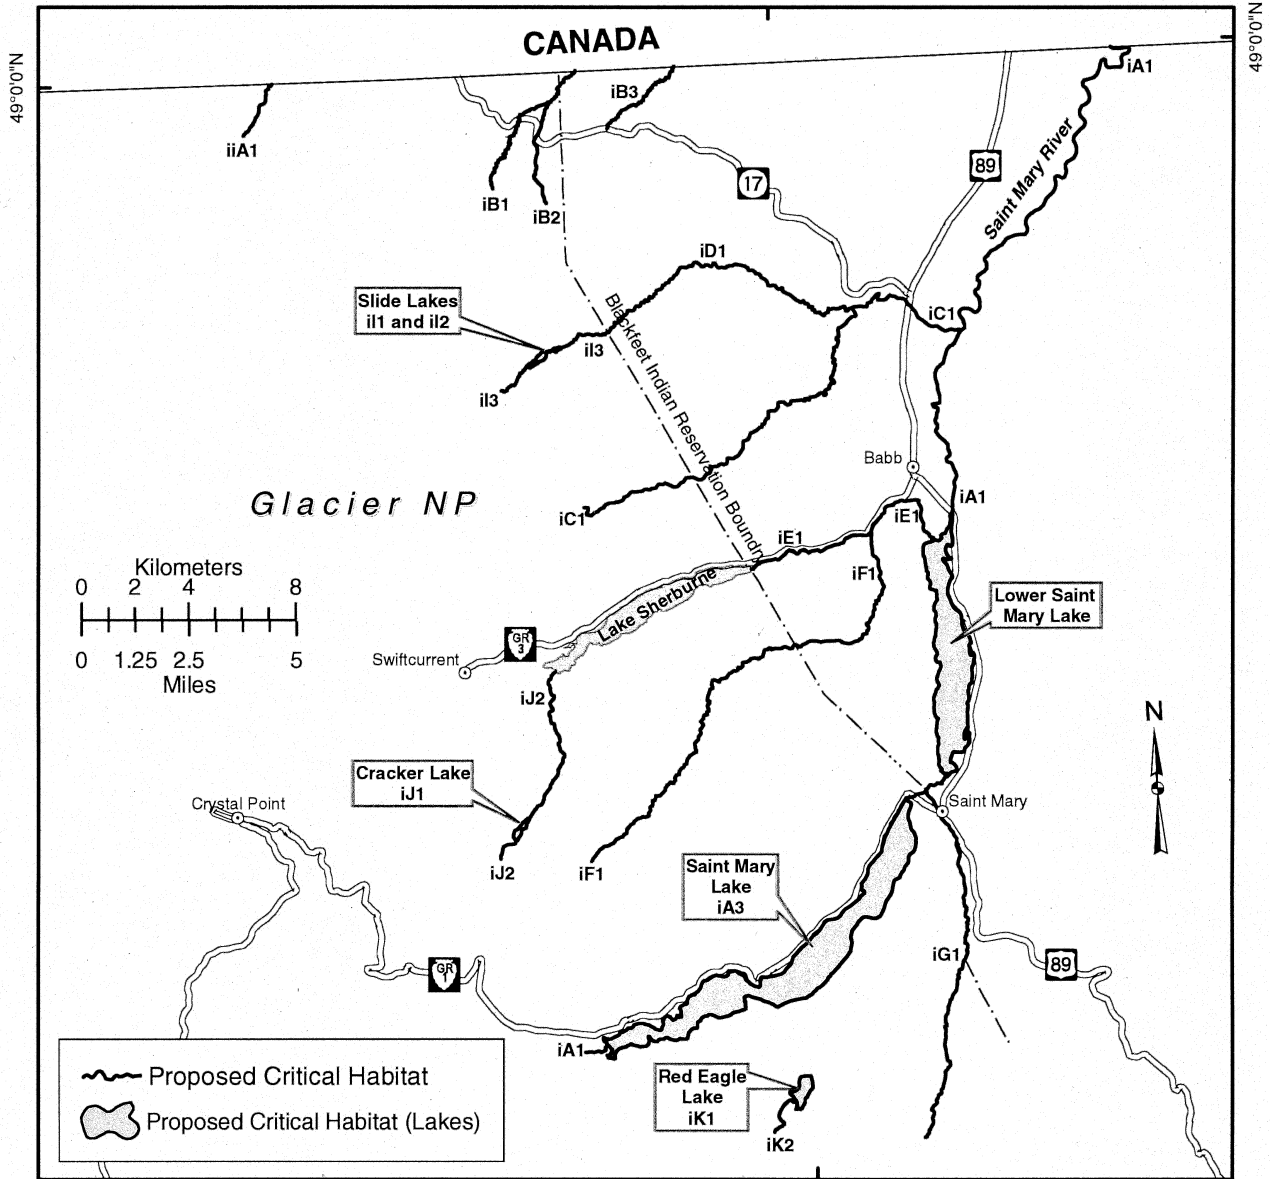 CANADA
49°0'0"N
49°0'0"N
iA1
iB3
iiA1
89
17
Saint Mary River
iB1
iB2
iD1
Slide Lakes
iI1 and iI2
iC1
iI3
iI3
Blackfeet Indian Reservation Boundry
Babb
Glacier NP
iA1
iC1
iE1
iE1
Kilometers
0 2 4 8
iF1
Lake Sherburne
Lower Saint
Mary Lake
GR
3
0 1.25 2.5 5
Miles
Swiftcurrent
iJ2
N
Cracker Lake
iJ1
Crystal Point
Saint Mary
iJ2
iF1
Saint Mary
Lake
iA3
iG1
89
GR
1
iA1
Proposed Critical Habitat
Red Eagle
Lake
iK1
Proposed Critical Habitat (Lakes)
iK2